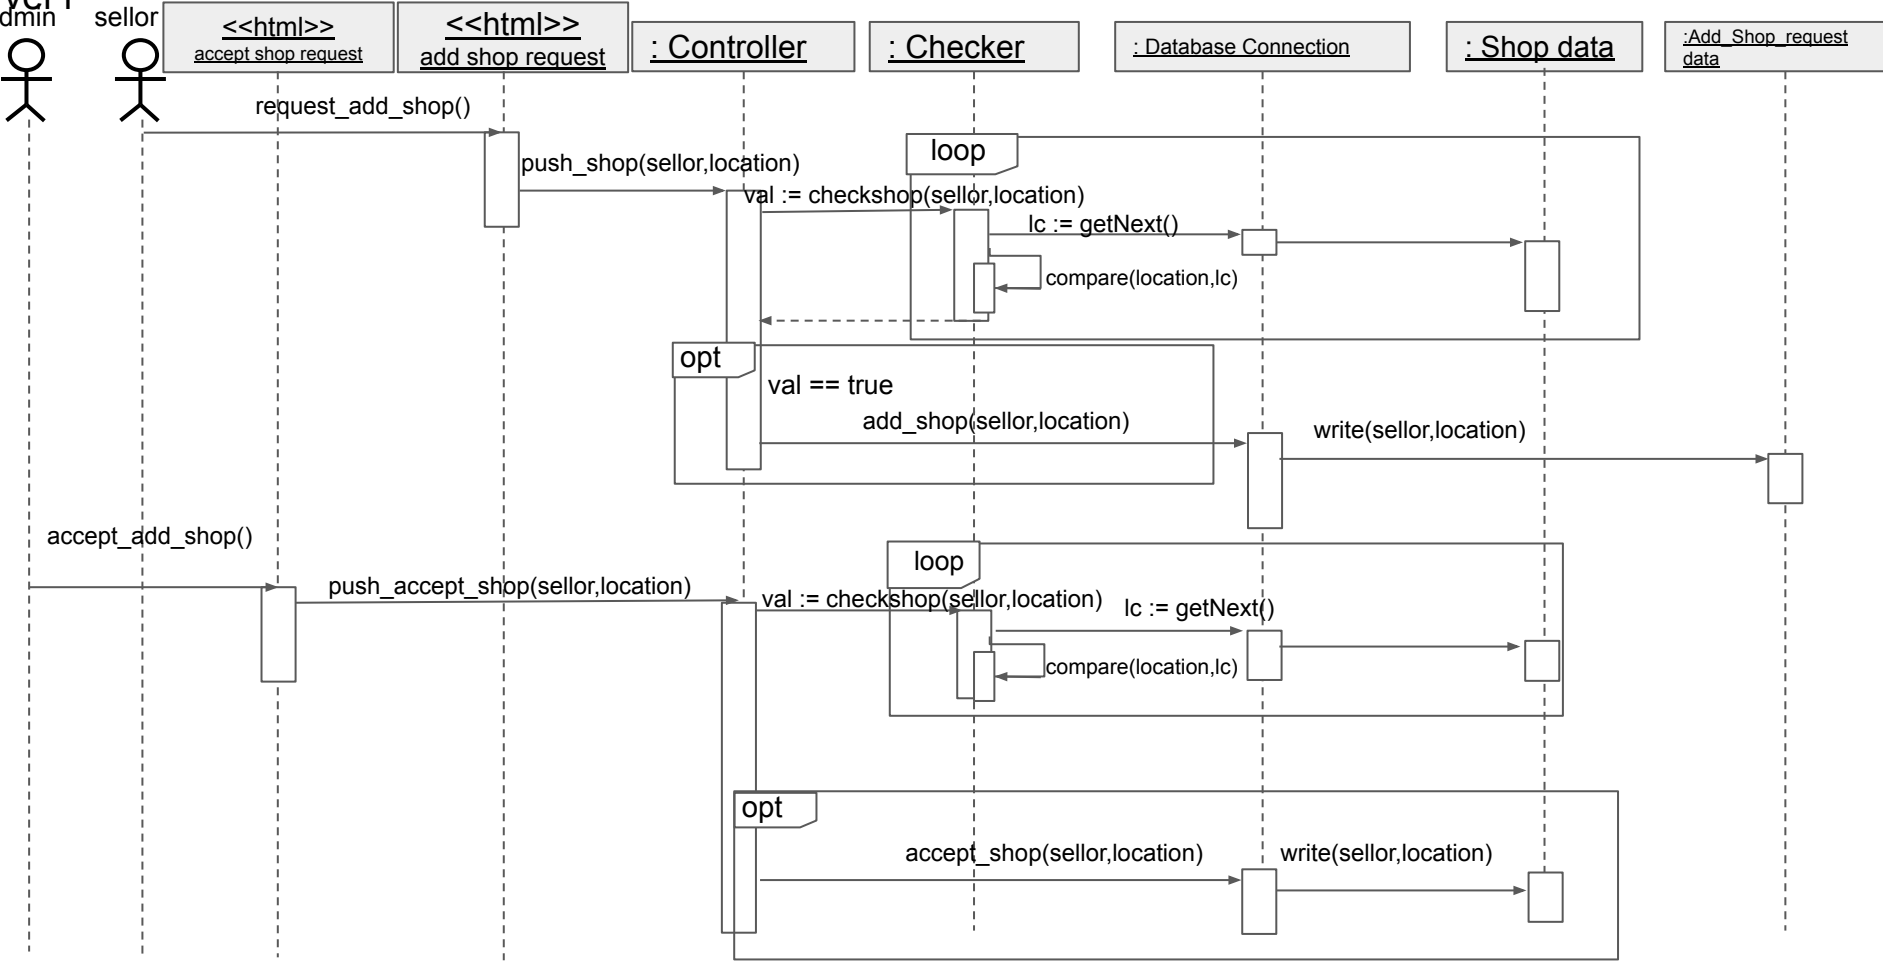 dmin
sellor
<<html>>
accept shop request
<<html>>
add shop request
: Controller
: Checker
: Database Connection
: Shop data
:Add_Shop_request
data
request_add_shop()
push_shop(sellor,location)
loop
val := checkshop(sellor,location)
lc := getNext()
compare(location,lc)
opt
val == true
add_shop(sellor,location)
write(sellor,location)
accept_add_shop()
loop
push_accept_shop(sellor,location)
val := checkshop(sellor,location)
lc := getNext()
compare(location,lc)
opt
accept_shop(sellor,location)
write(sellor,location)